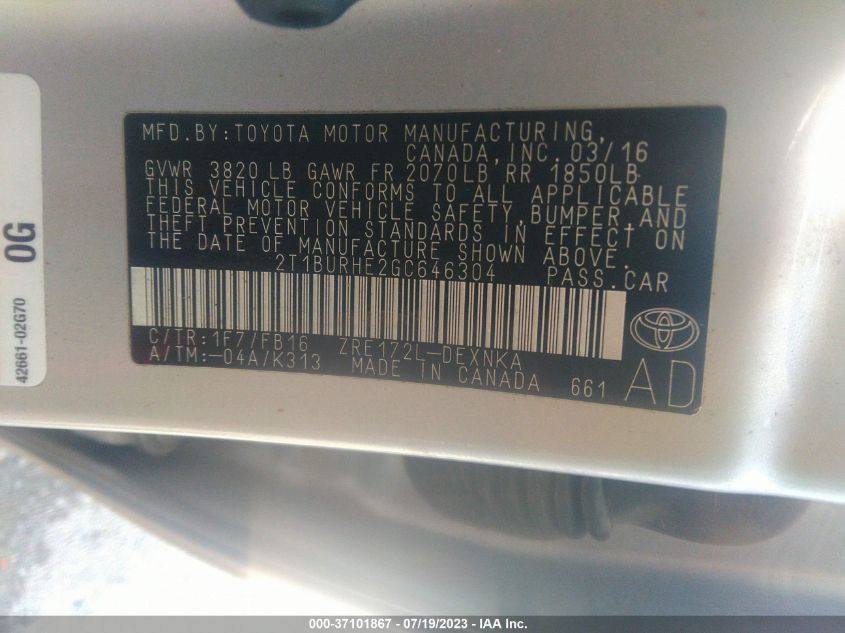 MFD.BY:TOYOTA MOTOR MANUFACTURING,
CANADA,INC.03/16
GVWR 3820 LB GAWR FR 2070LB RR 1850LB
THIS VEHICLE CONFORMS TO ALL APPLICABLE
FEDERAL MOTOR VEHICLE SAFETY,BUMPER,AND
THEFT PREVENTION STANDARDS IN EFFECT ON
THE DATE OF MANUFACTURE SHOWN ABOVE.
2T1BURHE2GC646304 PASS.CAR
C/TR:1F7/FB16 ZRE172L-DEXNKA
A/TM:-04A/K313 MADE IN CANADA 661
AD
0G
42661-02G70
000-37101867 - 07/19/2023 - IAA Inc.